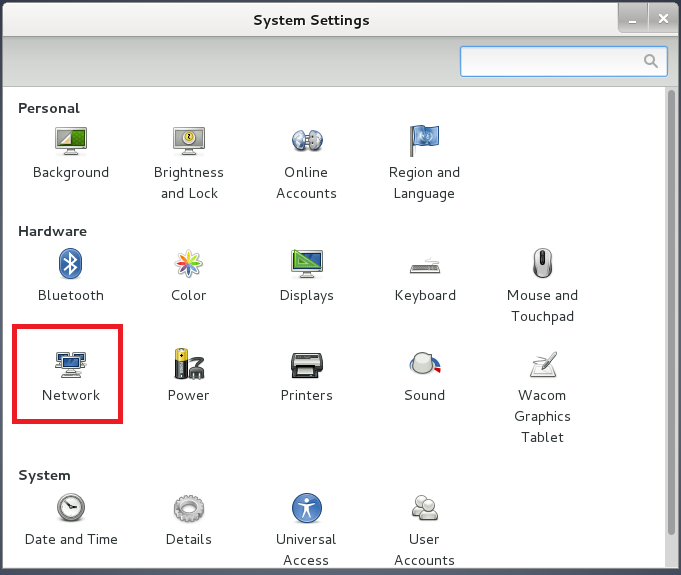 System Settings
Personal
Background
Brightness
and Lock
Online
Accounts
Region and
Language
Hardware
Bluetooth
Color
Displays
Keyboard
Mouse and
Touchpad
Network
Power
Printers
Sound
Wacom
Graphics
Tablet
System
Date and Time
Details
Universal
Access
User
Accounts